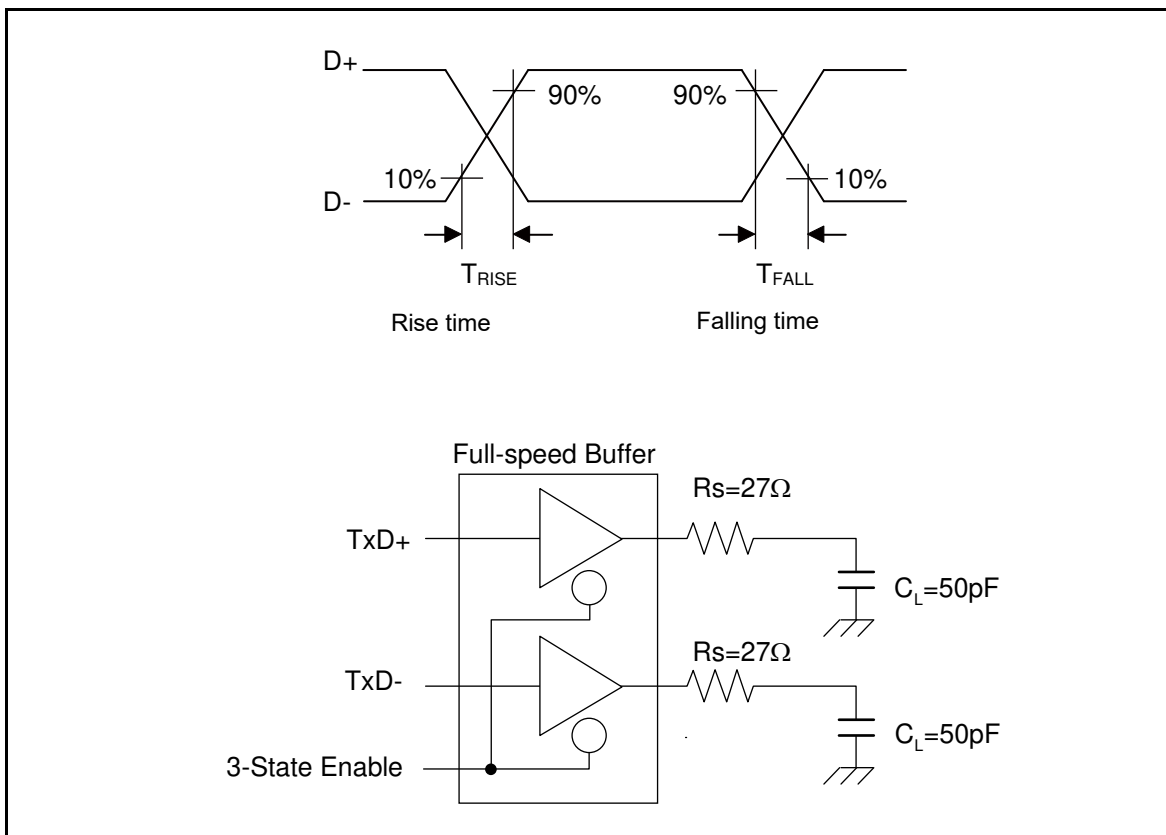 D+
90% 90%
10% 10%
D-
TRISE TFALL
Rise time Falling time
Full-speed Buffer
Rs=27Ω
TxD+
CL=50pF
Rs=27Ω
TxD-
CL=50pF
3-State Enable